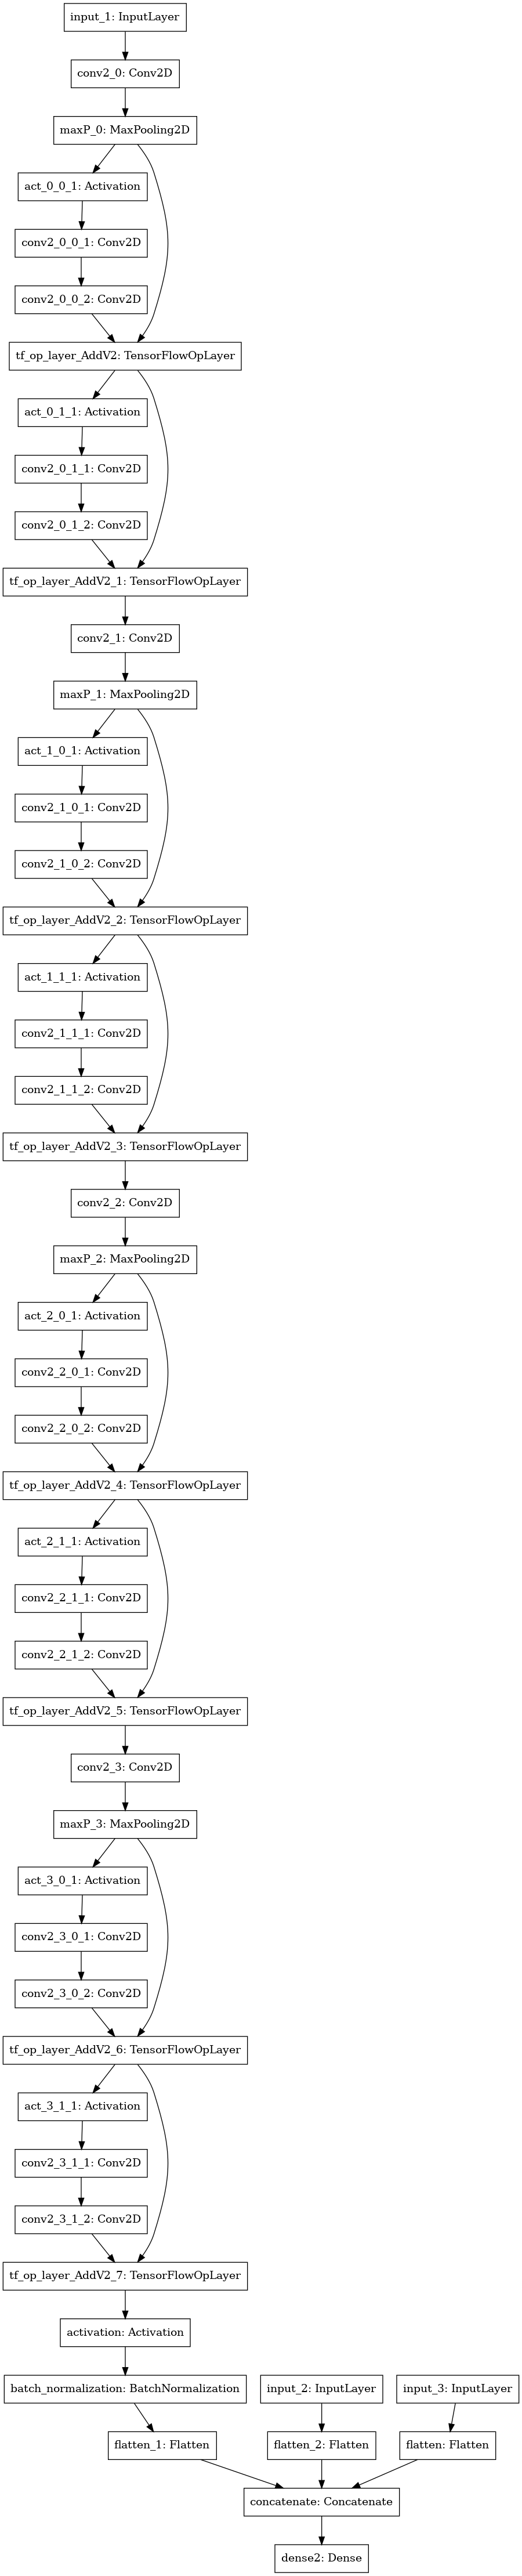 input_1: InputLayer
conv2_0: Conv2D
maxP_0: MaxPooling2D
act_0_0_1: Activation
conv2_0_0_1: Conv2D
conv2_0_0_2: Conv2D
tf_op_layer_AddV2: TensorFlowOpLayer
act_0_1_1: Activation
conv2_0_1_1: Conv2D
conv2_0_1_2: Conv2D
tf_op_layer_AddV2_1: TensorFlowOpLayer
conv2_1: Conv2D
maxP_1: MaxPooling2D
act_1_0_1: Activation
conv2_1_0_1: Conv2D
conv2_1_0_2: Conv2D
tf_op_layer_AddV2_2: TensorFlowOpLayer
act_1_1_1: Activation
conv2_1_1_1: Conv2D
conv2_1_1_2: Conv2D
tf_op_layer_AddV2_3: TensorFlowOpLayer
conv2_2: Conv2D
maxP_2: MaxPooling2D
act_2_0_1: Activation
conv2_2_0_1: Conv2D
conv2_2_0_2: Conv2D
tf_op_layer_AddV2_4: TensorFlowOpLayer
act_2_1_1: Activation
conv2_2_1_1: Conv2D
conv2_2_1_2: Conv2D
tf_op_layer_AddV2_5: TensorFlowOpLayer
conv2_3: Conv2D
maxP_3: MaxPooling2D
act_3_0_1: Activation
conv2_3_0_1: Conv2D
conv2_3_0_2: Conv2D
tf_op_layer_AddV2_6: TensorFlowOpLayer
act_3_1_1: Activation
conv2_3_1_1: Conv2D
conv2_3_1_2: Conv2D
tf_op_layer_AddV2_7: TensorFlowOpLayer
activation: Activation
batch_normalization: BatchNormalization
input_2: InputLayer
input_3: InputLayer
flatten_1: Flatten
flatten_2: Flatten
flatten: Flatten
concatenate: Concatenate
dense2: Dense